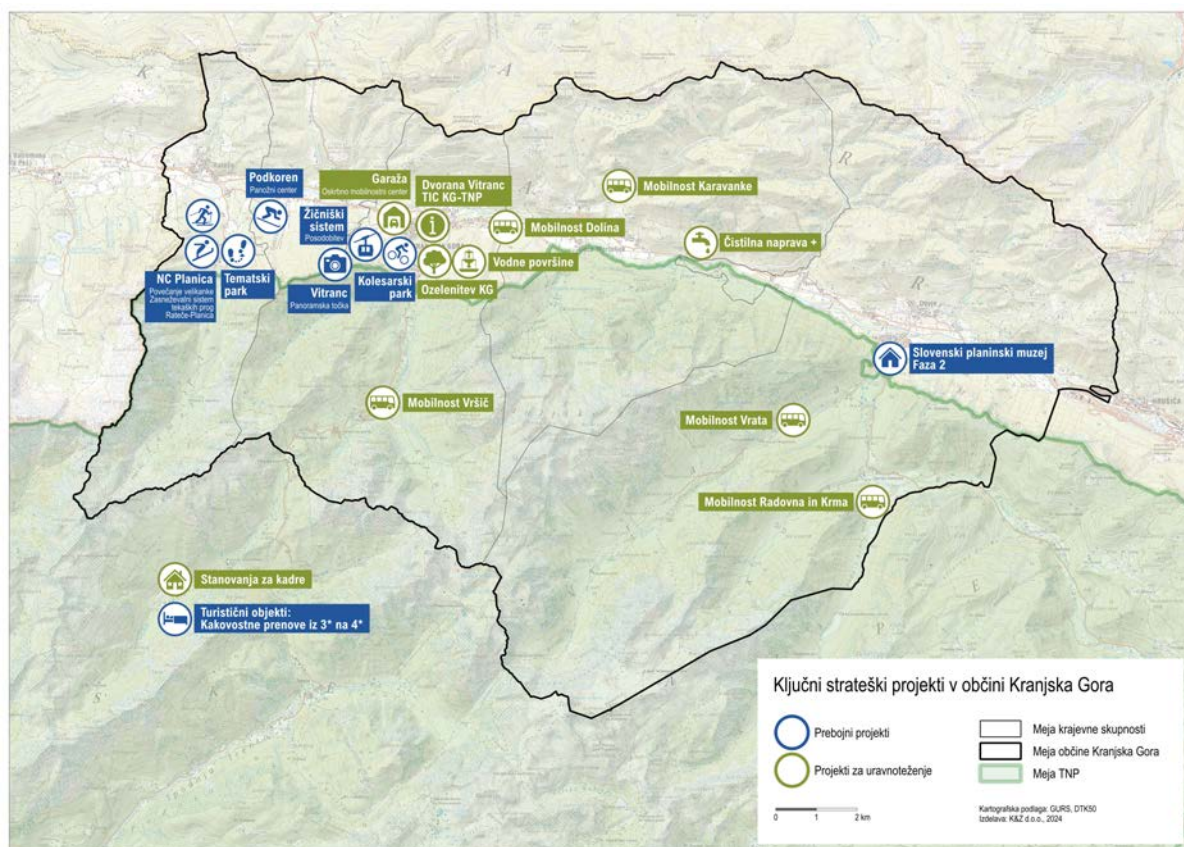 Podkoren
Panožni center
Garaža
Oskrbno mobilnostni center
Dvorana Vitranc
TIC KG-TNP
Mobilnost Karavanke
Žičniški
sistem
Posodobitev
Mobilnost Dolina
Čistilna naprava +
Vodne površine
NC Planica
Povečanje velikanke
Zasneževalni sistem
tekaških prog
Rateče-Planica
Tematski
park
Vitranc
Panoramska točka
Kolesarski
park
Ozelenitev KG
Slovenski planinski muzej
Faza 2
Mobilnost Vršič
Mobilnost Vrata
Mobilnost Radovna in Krma
Stanovanja za kadre
Turistični objekti:
Kakovostne prenove iz 3* na 4*
Ključni strateški projekti v občini Kranjska Gora
Prebojni projekti
Projekti za uravnoteženje
0 1 2 km
Meja krajevne skupnosti
Meja občine Kranjska Gora
Meja TNP
Kartografska podlaga: GURS, DTK50
Izdelava: K&Z d.o.o., 2024